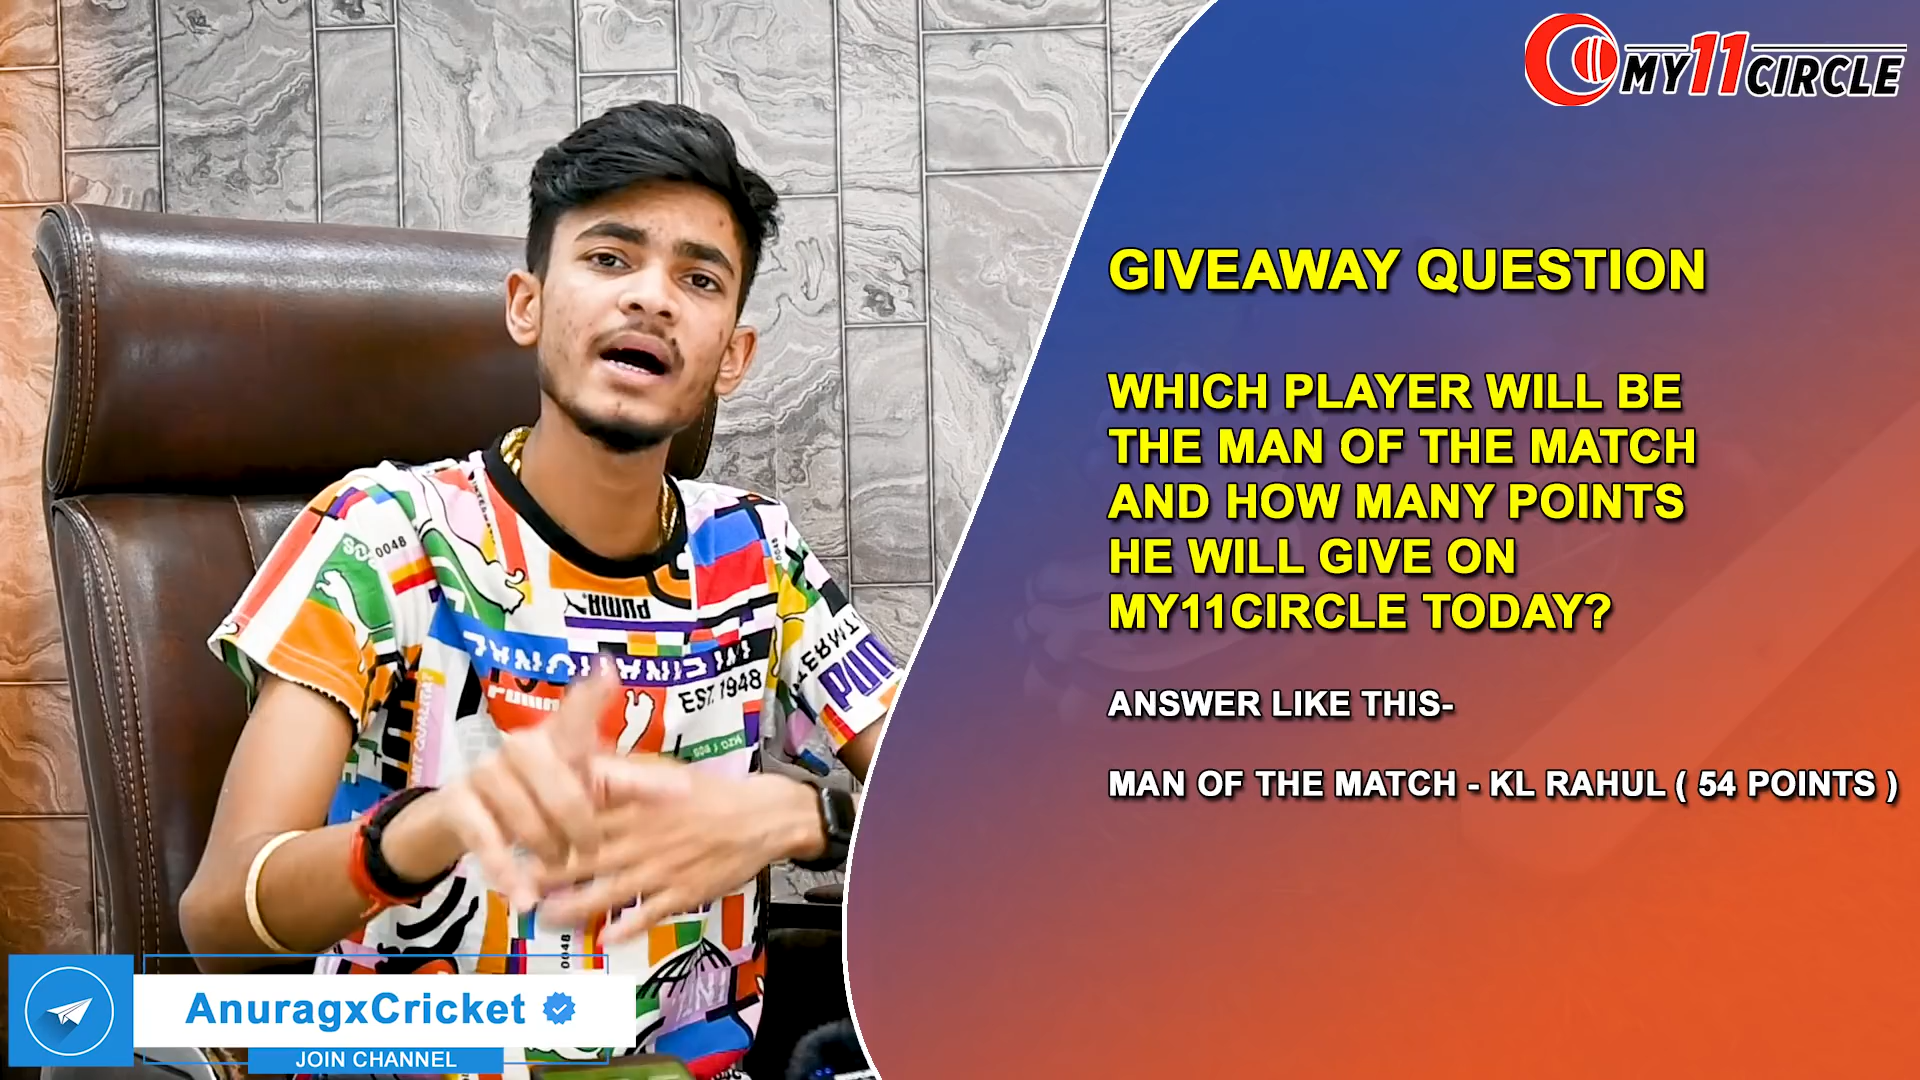 MY11CIRCLE
GIVEAWAY QUESTION
WHICH PLAYER WILL BE
THE MAN OF THE MATCH
AND HOW MANY POINTS
HE WILL GIVE ON
MY11CIRCLE TODAY?
ANSWER LIKE THIS-
MAN OF THE MATCH - KL RAHUL ( 54 POINTS )
0048
PUMA
EST. 1948
0048
AnuragxCricket
JOIN CHANNEL